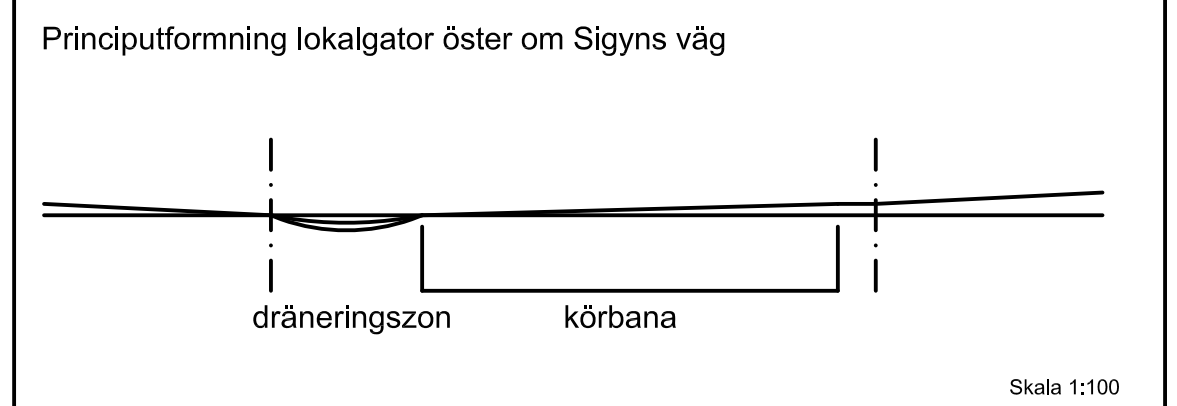 Principutformning lokalgator öster om Sigyns väg
dräneringszon
körbana
Skala 1:100